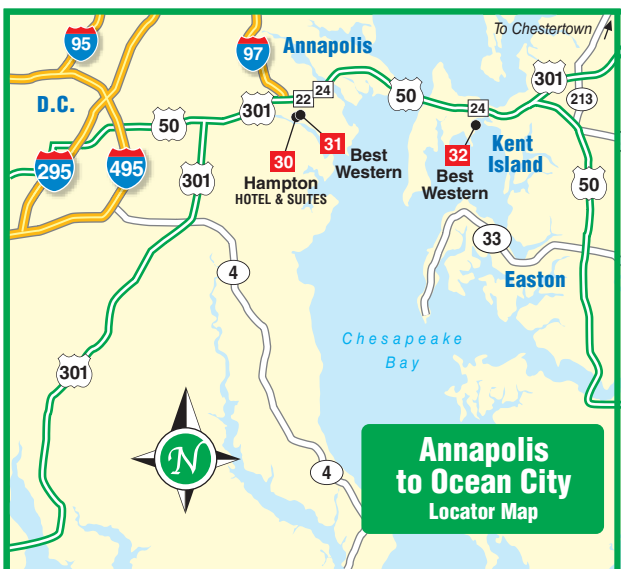 To Chestertown
95
97
Annapolis
301
213
D.C.
50
301
22
24
50
24
295
495
301
30
31
Best
Western
Hampton
HOTEL & SUITES
32
Best
Western
Kent
Island
50
33
4
Easton
Chesapeake
Bay
301
N
4
Annapolis
to Ocean City
Locator Map